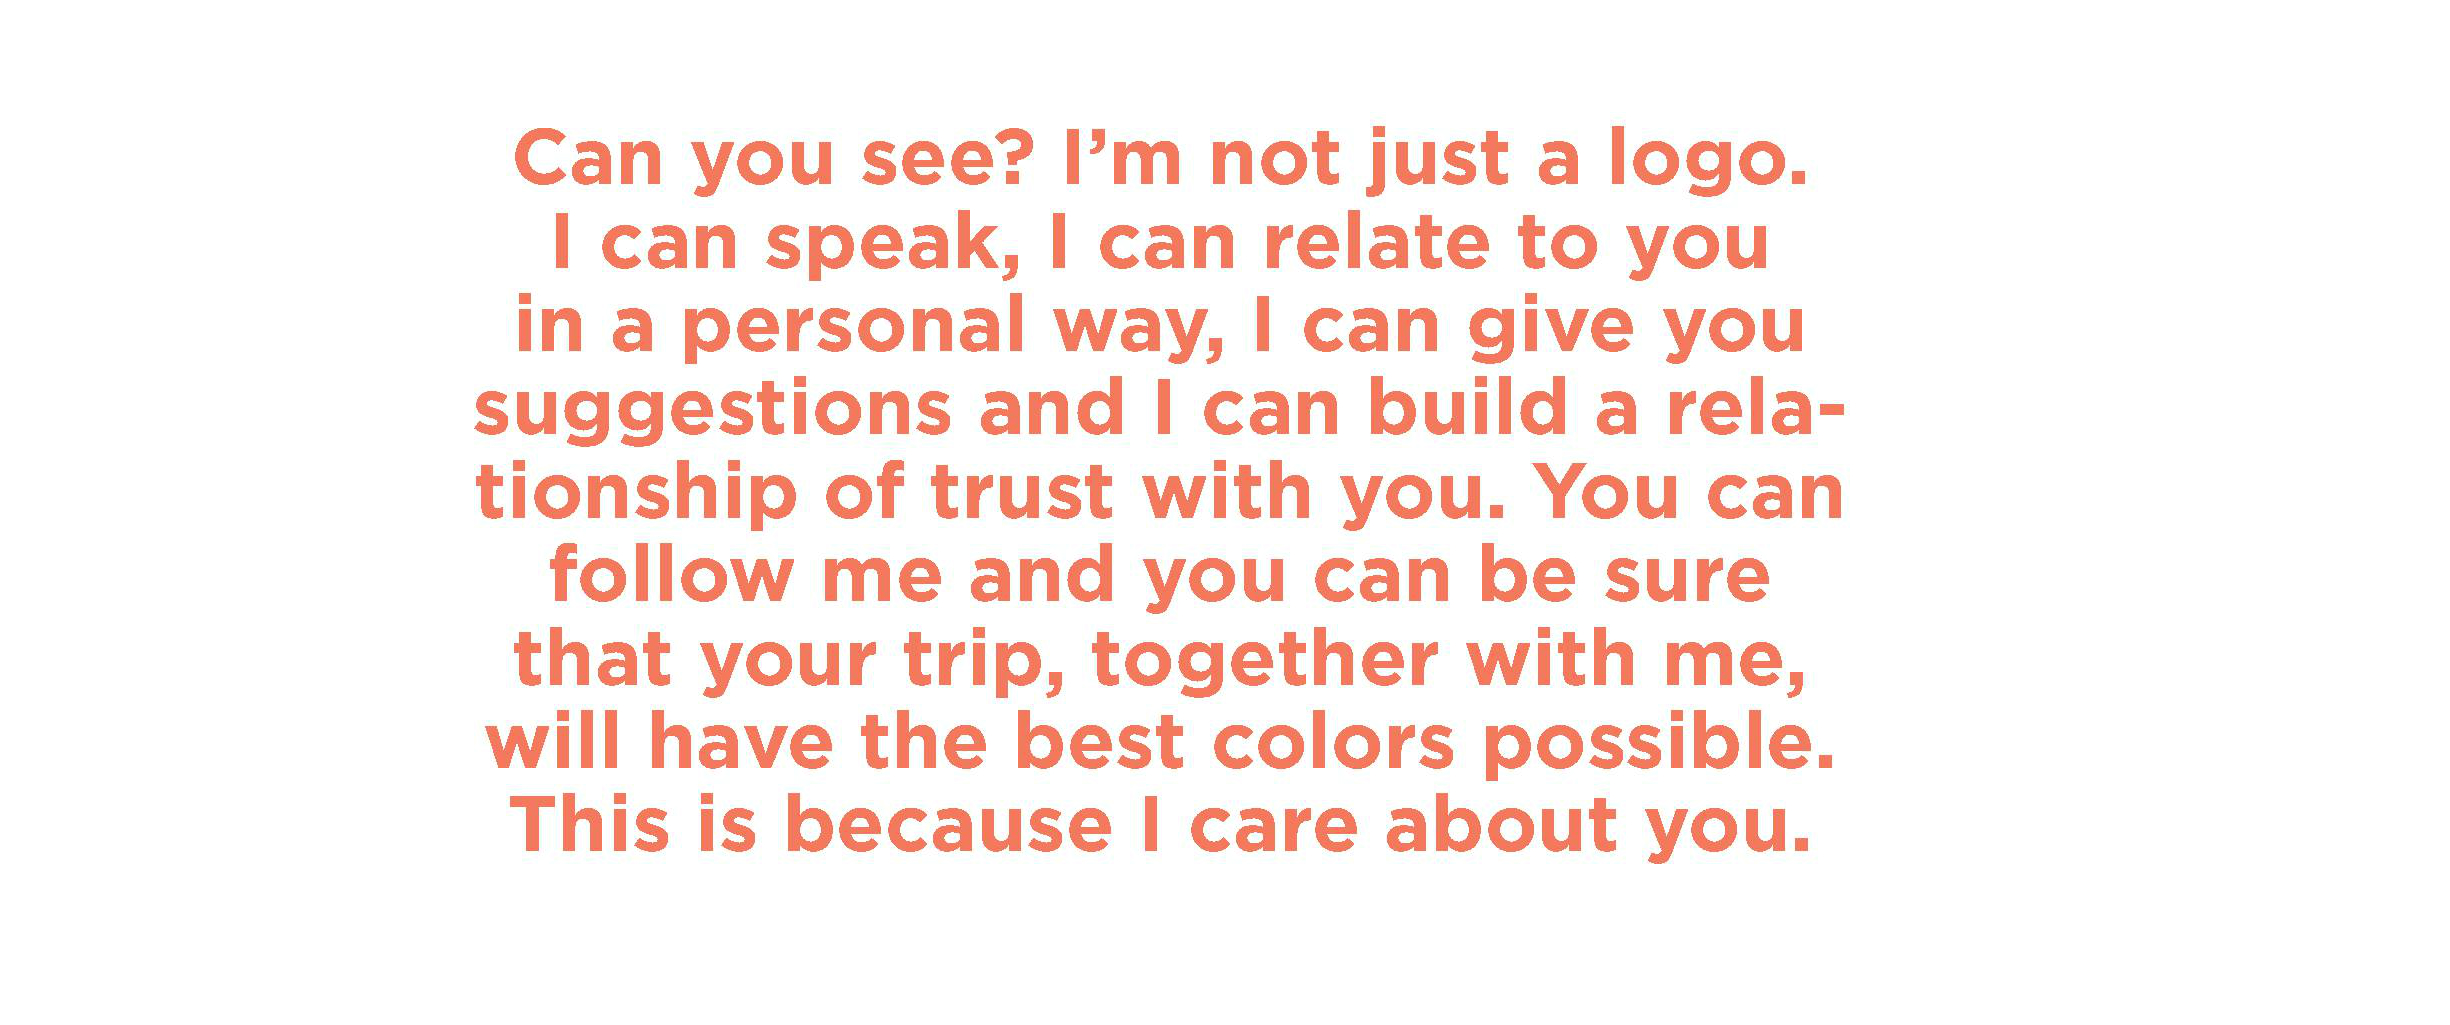 Can you see? I’m not just a logo.
I can speak, I can relate to you
in a personal way, I can give you
suggestions and I can build a rela-
tionship of trust with you. You can
follow me and you can be sure
that your trip, together with me,
will have the best colors possible.
This is because I care about you.